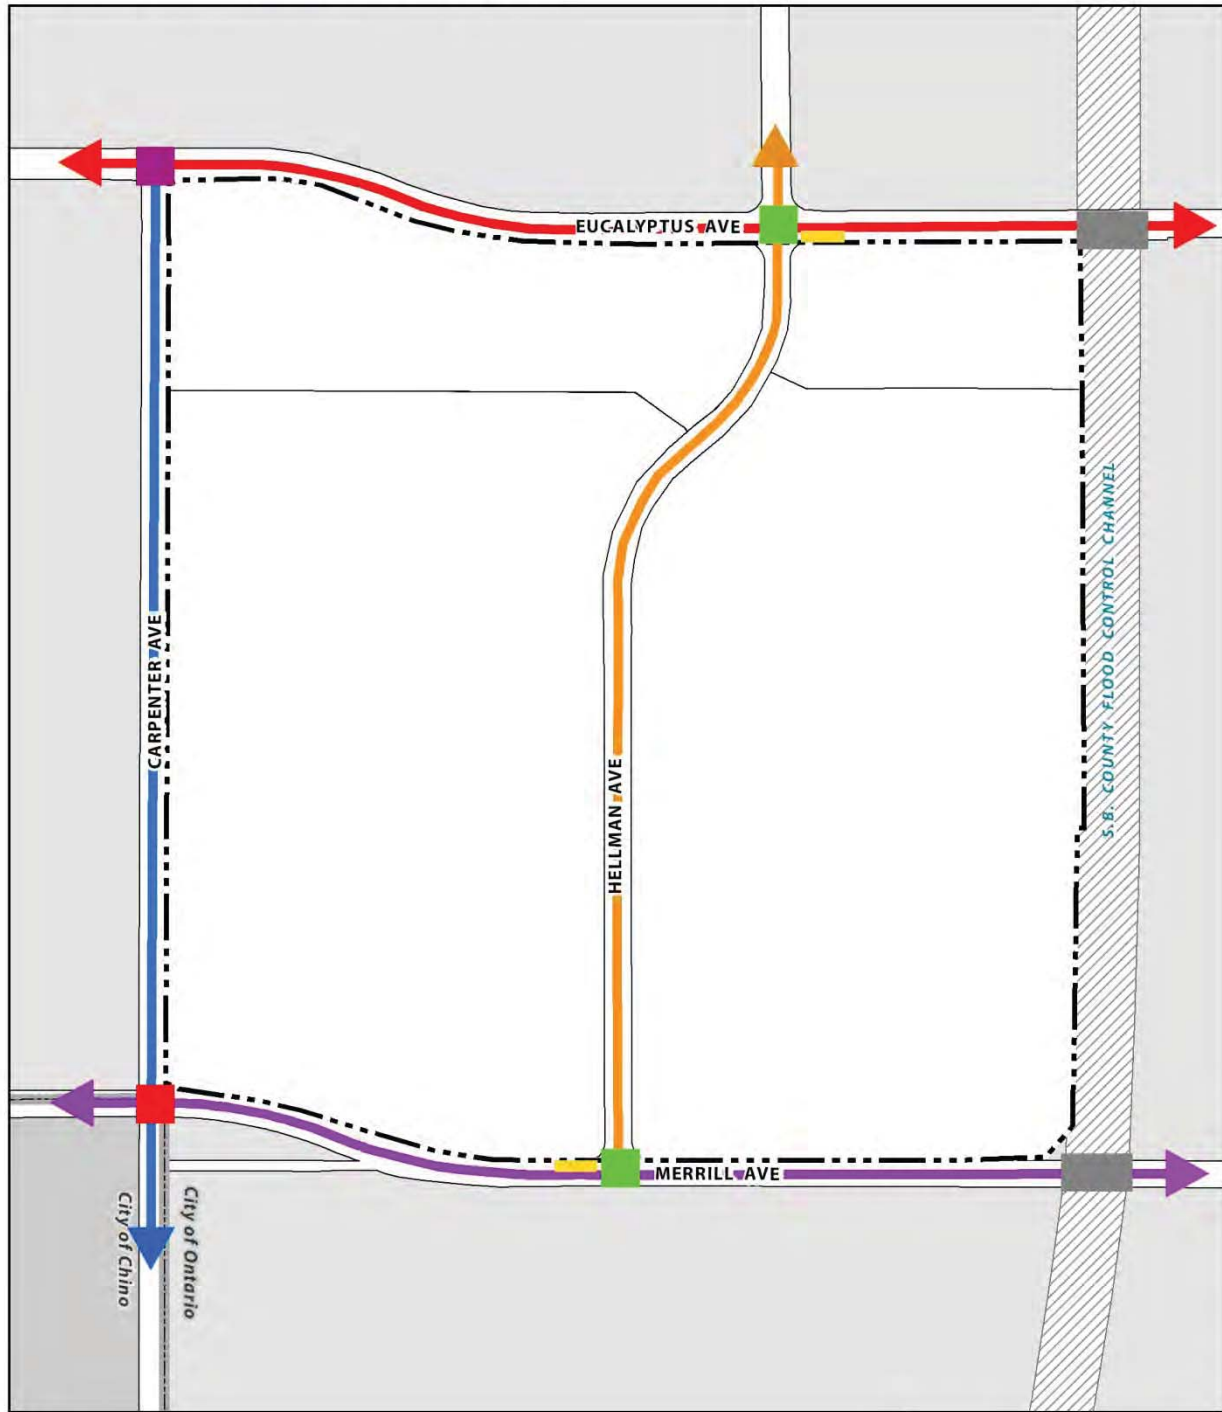 EUCALYPTUS AVE
CARPENTER AVE
S.B. COUNTY FLOOD CONTROL CHANNEL
HELLMAN AVE
MERRILL AVE
City of Chino
City of Ontario